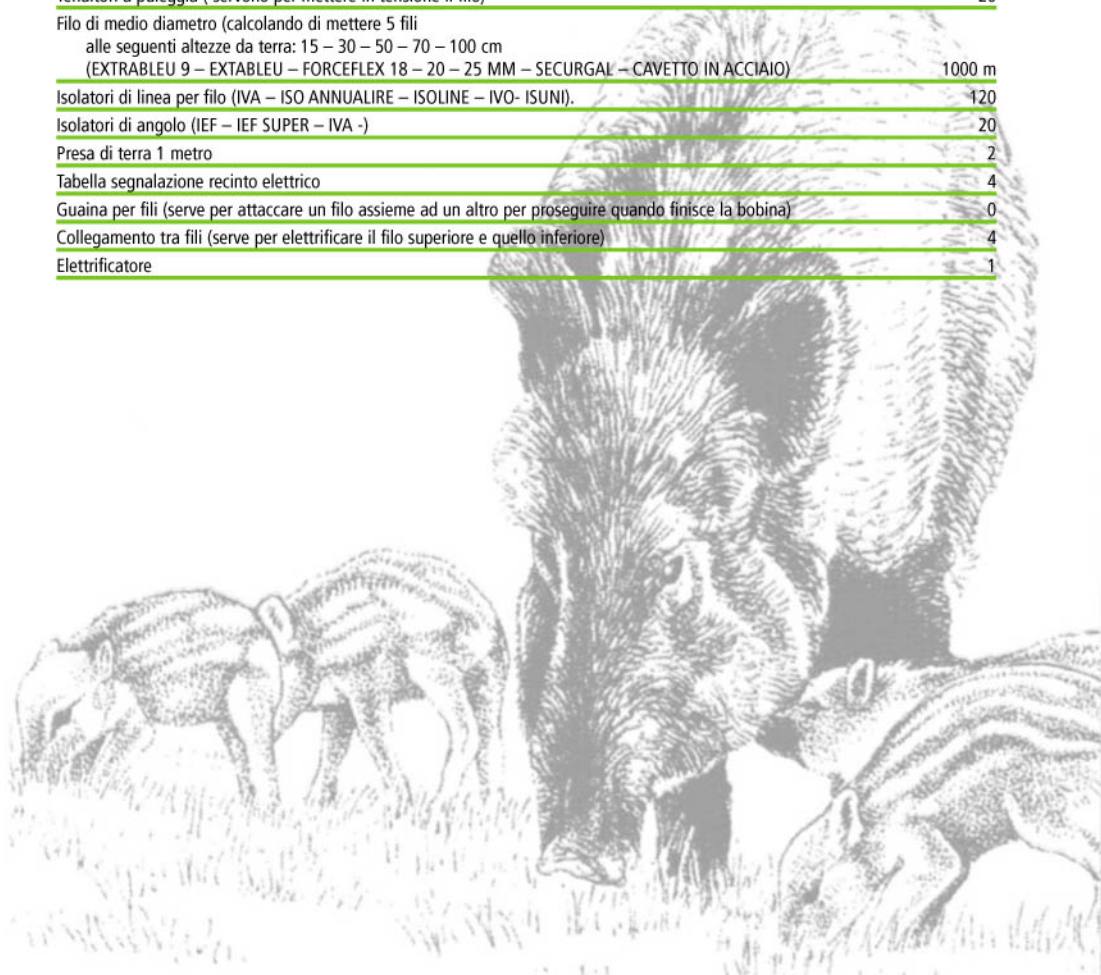 Filo di medio diametro (calcolando di mettere 5 fili
alle seguenti altezze da terra: 15 – 30 – 50 – 70 – 100 cm
(EXTRABLEU 9 – EXTABLEU – FORCEFLEX 18 – 20 – 25 MM – SECURGAL – CAVETTO IN ACCIAIO) 1000 m
Isolatori di linea per filo (IVA – ISO ANNUALIRE – ISOLINE – IVO- ISUNI). 120
Isolatori di angolo (IEF – IEF SUPER – IVA -) 20
Presa di terra 1 metro 2
Tabella segnalazione recinto elettrico 4
Guaina per fili (serve per attaccare un filo assieme ad un altro per proseguire quando finisce la bobina) 0
Collegamento tra fili (serve per elettrificare il filo superiore e quello inferiore) 4
Elettrificatore 1